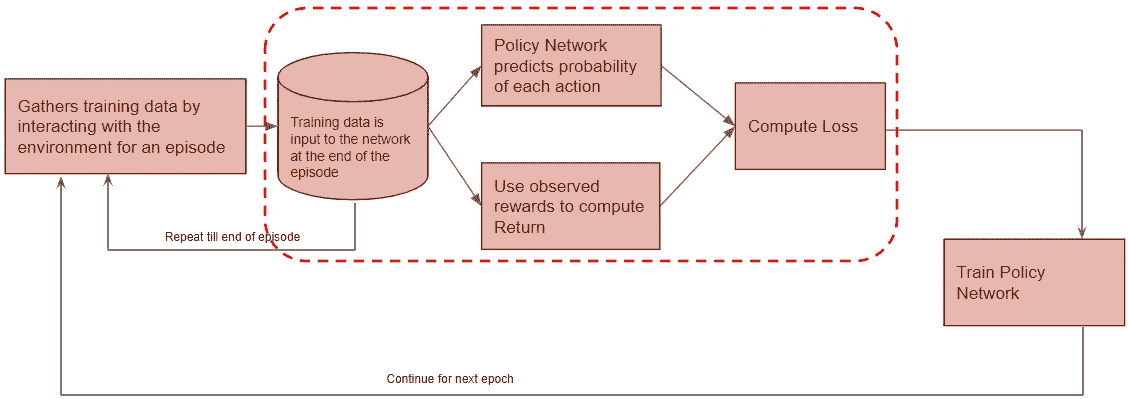 Gathers training data by
interacting with the
environment for an episode
Training data is
input to the network
at the end of the
episode
Policy Network
predicts probability
of each action
Use observed
rewards to compute
Return
Compute Loss
Repeat till end of episode
Train Policy
Network
Continue for next epoch